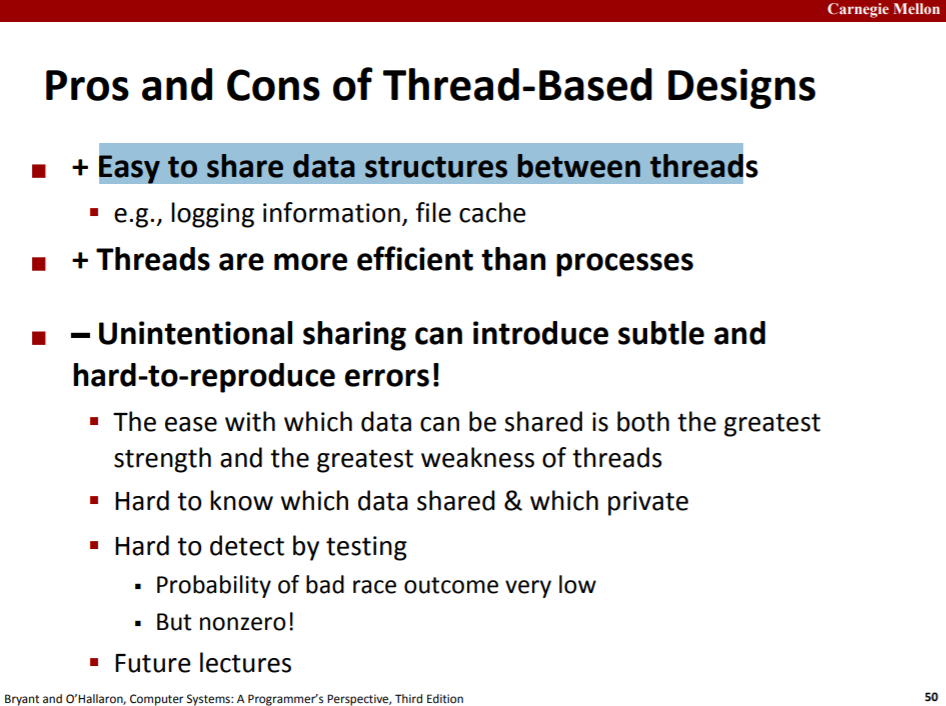 Carnegie Mellon
Pros and Cons of Thread-Based Designs
+ Easy to share data structures between threads
e.g., logging information, file cache
+ Threads are more efficient than processes
– Unintentional sharing can introduce subtle and
hard-to-reproduce errors!
The ease with which data can be shared is both the greatest
strength and the greatest weakness of threads
Hard to know which data shared & which private
Hard to detect by testing
Probability of bad race outcome very low
But nonzero!
Future lectures
Bryant and O’Hallaron, Computer Systems: A Programmer’s Perspective, Third Edition
50